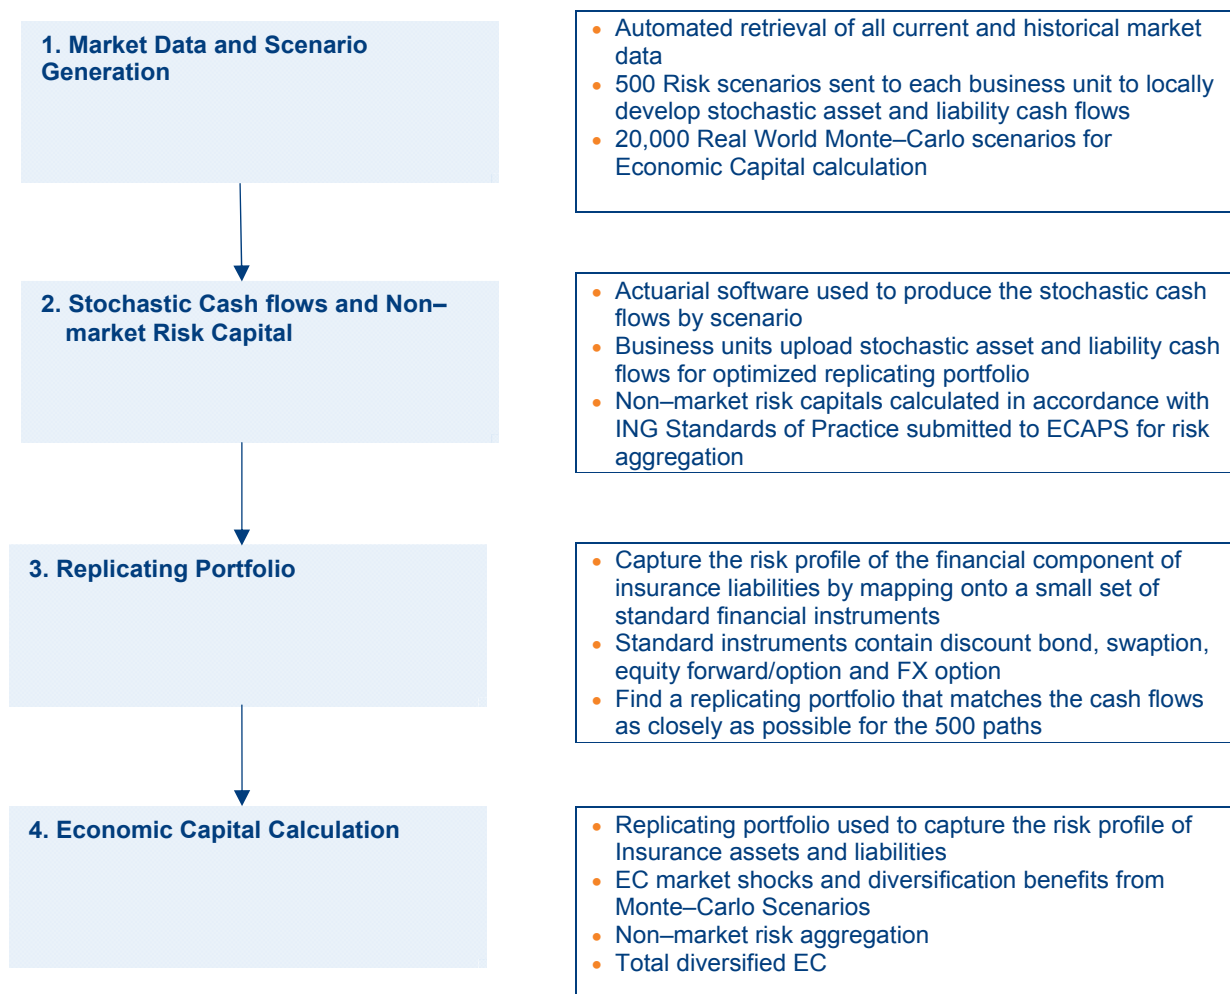 1. Market Data and Scenario
Generation
• Automated retrieval of all current and historical market
data
• 500 Risk scenarios sent to each business unit to locally
develop stochastic asset and liability cash flows
• 20,000 Real World Monte–Carlo scenarios for
Economic Capital calculation
2. Stochastic Cash flows and Non–
market Risk Capital
• Actuarial software used to produce the stochastic cash
flows by scenario
• Business units upload stochastic asset and liability cash
flows for optimized replicating portfolio
• Non–market risk capitals calculated in accordance with
ING Standards of Practice submitted to ECAPS for risk
aggregation
3. Replicating Portfolio
• Capture the risk profile of the financial component of
insurance liabilities by mapping onto a small set of
standard financial instruments
• Standard instruments contain discount bond, swaption,
equity forward/option and FX option
• Find a replicating portfolio that matches the cash flows
as closely as possible for the 500 paths
4. Economic Capital Calculation
• Replicating portfolio used to capture the risk profile of
Insurance assets and liabilities
• EC market shocks and diversification benefits from
Monte–Carlo Scenarios
• Non–market risk aggregation
• Total diversified EC